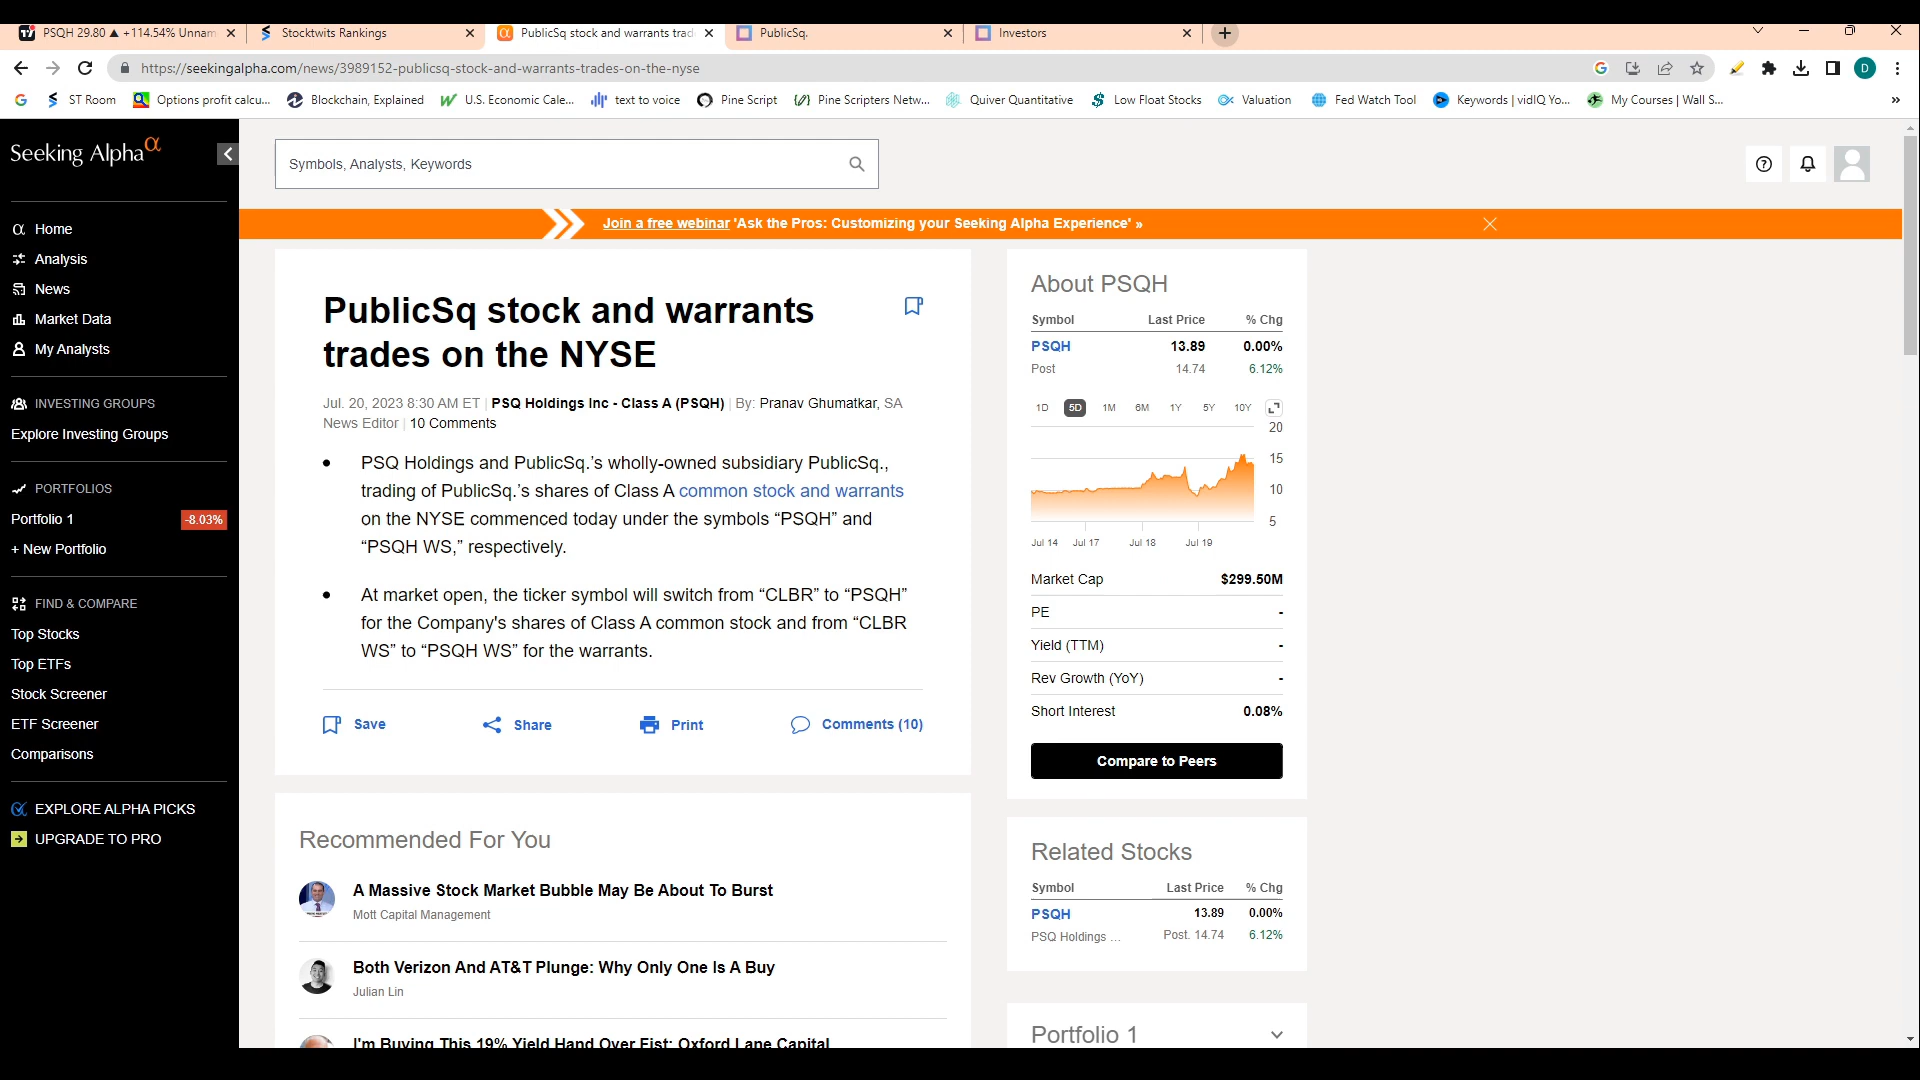 PSQH 29.80 ▲ +114.54% Unnam
Stocktwits Rankings
PublicSq stock and warrants trad
PublicSq.
Investors
https://seekingalpha.com/news/3989152-publicsq-stock-and-warrants-trades-on-the-nyse
D
ST Room
Options profit calcu...
Blockchain, Explained
U.S. Economic Cale...
text to voice
Pine Script
Pine Scripters Netw...
Quiver Quantitative
Low Float Stocks
Valuation
Fed Watch Tool
Keywords | vidIQ Yo...
My Courses | Wall S...
»
Seeking Alphaα
Symbols, Analysts, Keywords
Join a free webinar 'Ask the Pros: Customizing your Seeking Alpha Experience' »
Home
Analysis
News
Market Data
My Analysts
INVESTING GROUPS
Explore Investing Groups
PORTFOLIOS
Portfolio 1
-8.03%
+ New Portfolio
FIND & COMPARE
Top Stocks
Top ETFs
Stock Screener
ETF Screener
Comparisons
EXPLORE ALPHA PICKS
UPGRADE TO PRO
PublicSq stock and warrants
trades on the NYSE
Jul. 20, 2023 8:30 AM ET | PSQ Holdings Inc - Class A (PSQH) | By: Pranav Ghumatkar, SA
News Editor | 10 Comments
• PSQ Holdings and PublicSq.'s wholly-owned subsidiary PublicSq.,
trading of PublicSq.'s shares of Class A common stock and warrants
on the NYSE commenced today under the symbols “PSQH” and
“PSQH WS,” respectively.
• At market open, the ticker symbol will switch from “CLBR” to “PSQH”
for the Company's shares of Class A common stock and from “CLBR
WS” to “PSQH WS” for the warrants.
Save
Share
Print
Comments (10)
Recommended For You
A Massive Stock Market Bubble May Be About To Burst
Mott Capital Management
Both Verizon And AT&T Plunge: Why Only One Is A Buy
Julian Lin
I'm Buying This 19% Yield Hand Over Fist: Oxford Lane Capital
About PSQH
Symbol Last Price % Chg
PSQH 13.89 0.00%
Post 14.74 6.12%
1D 5D 1M 6M 1Y 5Y 10Y
20
15
10
5
Jul 14 Jul 17 Jul 18 Jul 19
Market Cap $299.50M
PE -
Yield (TTM) -
Rev Growth (YoY) -
Short Interest 0.08%
Compare to Peers
Related Stocks
Symbol Last Price % Chg
PSQH 13.89 0.00%
PSQ Holdings ... Post. 14.74 6.12%
Portfolio 1